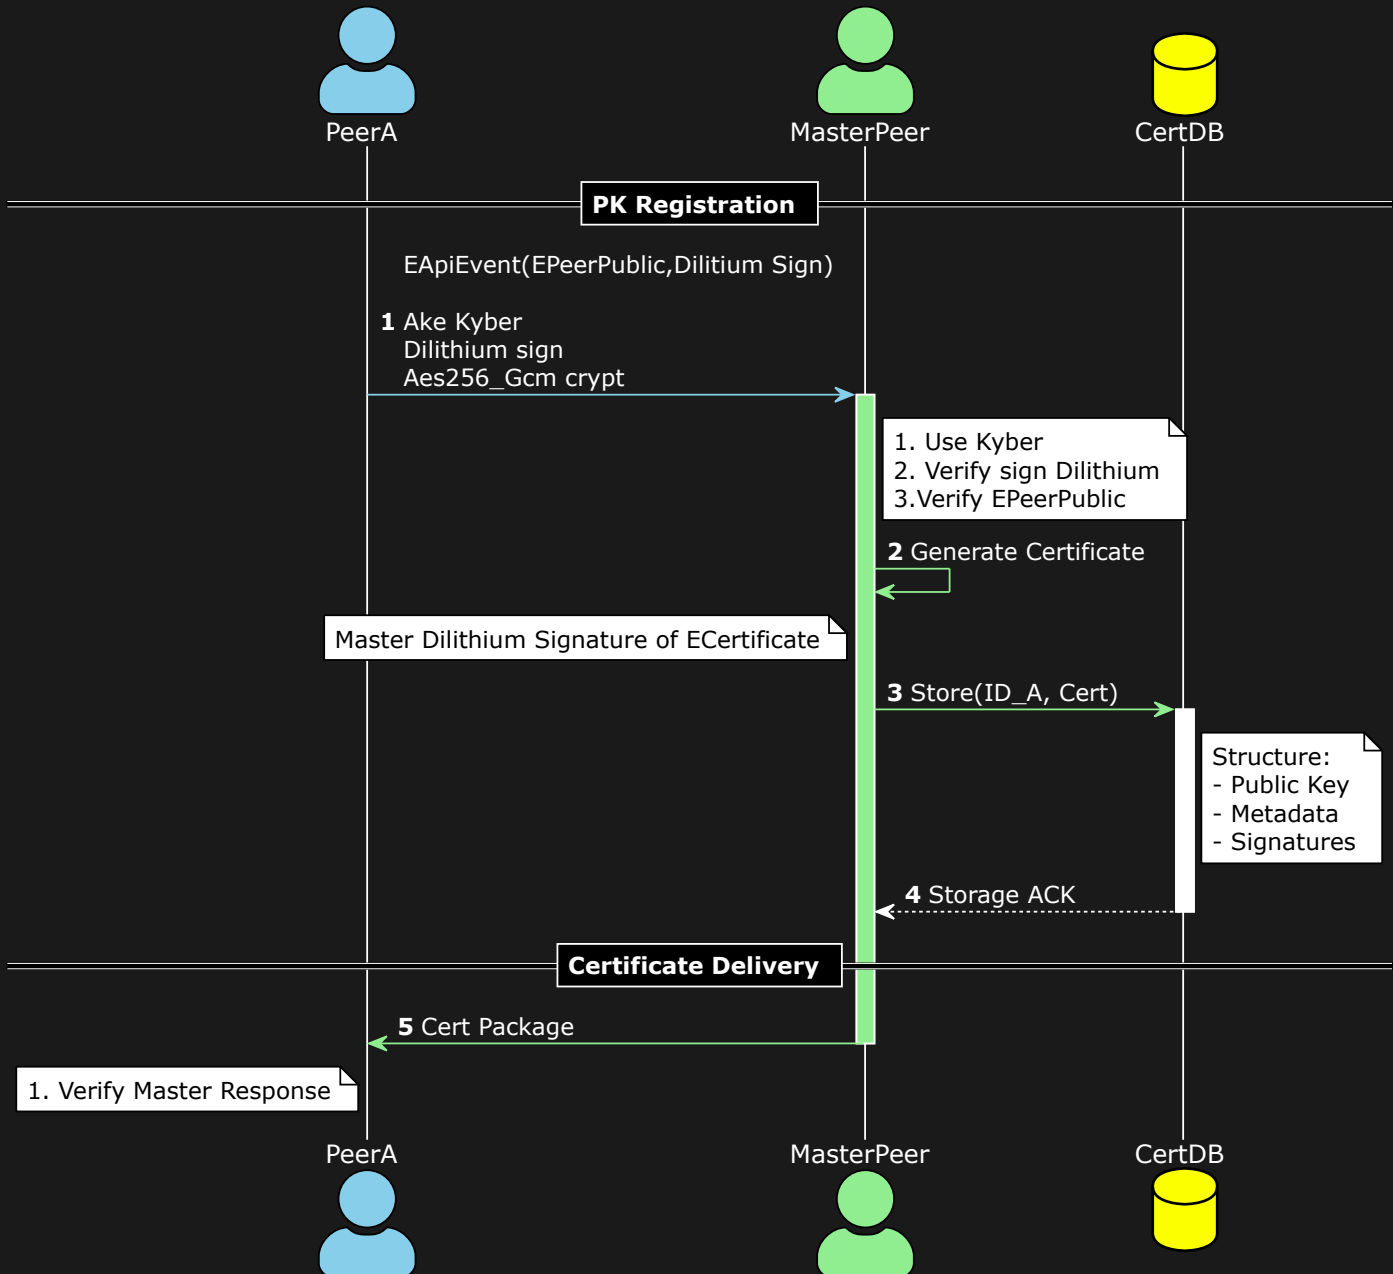 PeerA
MasterPeer
CertDB
PK Registration
EApiEvent(EPeerPublic,Dilitium Sign)
1 Ake Kyber
Dilithium sign
Aes256_Gcm crypt
1. Use Kyber
2. Verify sign Dilithium
3.Verify EPeerPublic
2 Generate Certificate
Master Dilithium Signature of ECertificate
3 Store(ID_A, Cert)
Structure:
- Public Key
- Metadata
- Signatures
4 Storage ACK
Certificate Delivery
5 Cert Package
1. Verify Master Response
PeerA
MasterPeer
CertDB